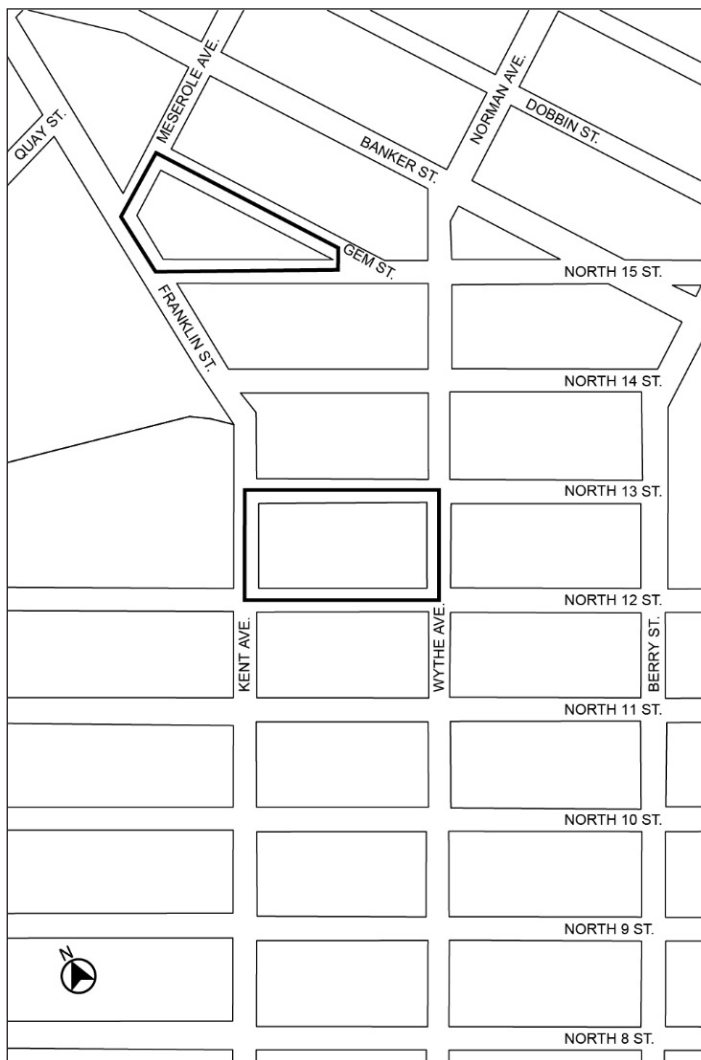 MESEROLE AVE.
QUAY ST.
NORMAN AVE.
DOBBIN ST.
BANKER ST.
GEM ST.
NORTH 15 ST.
FRANKLIN ST.
NORTH 14 ST.
NORTH 13 ST.
NORTH 12 ST.
KENT AVE.
WYTHE AVE.
BERRY ST.
NORTH 11 ST.
NORTH 10 ST.
NORTH 9 ST.
N
NORTH 8 ST.